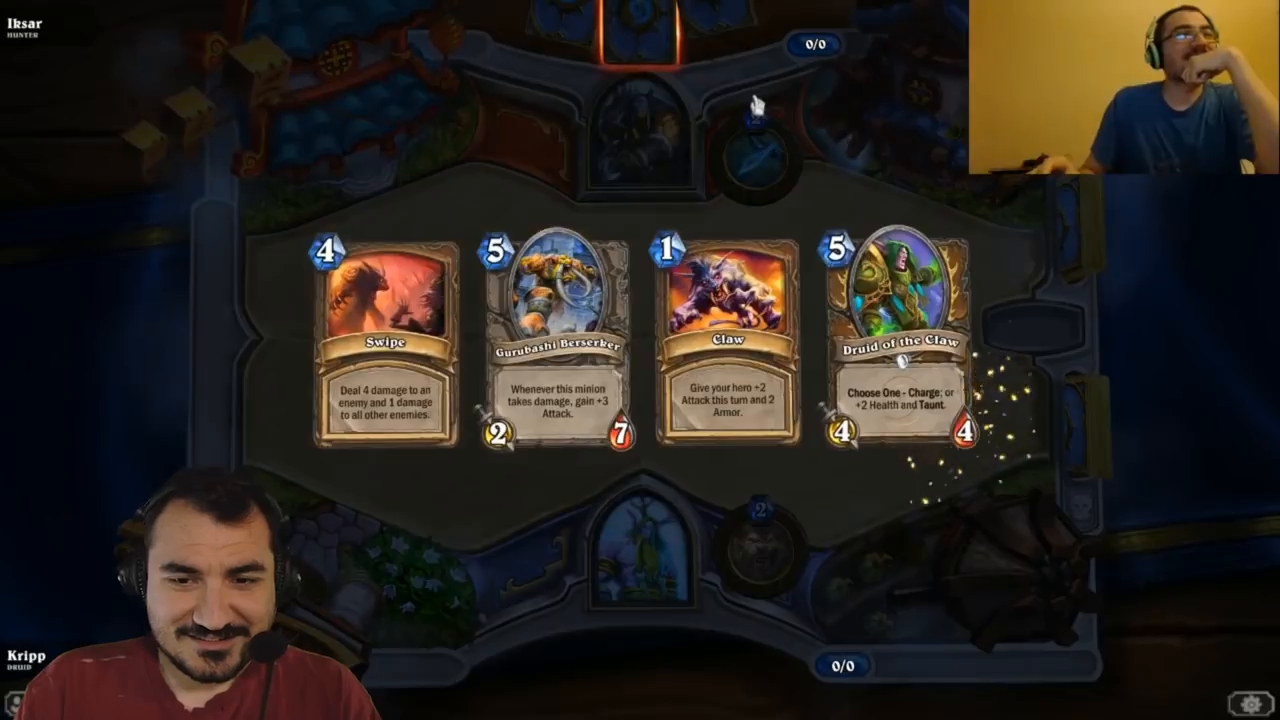 Iksar
HUNTER
0/0
4
Swipe
Deal 4 damage to an
enemy and 1 damage
to all other enemies.
5
Gurubashi Berserker
Whenever this minion
takes damage, gain +3
Attack.
2
7
1
Claw
Give your hero +2
Attack this turn and 2
Armor.
5
Druid of the Claw
Choose One - Charge; or
+2 Health and Taunt.
4
4
2
Kripp
DRUID
0/0